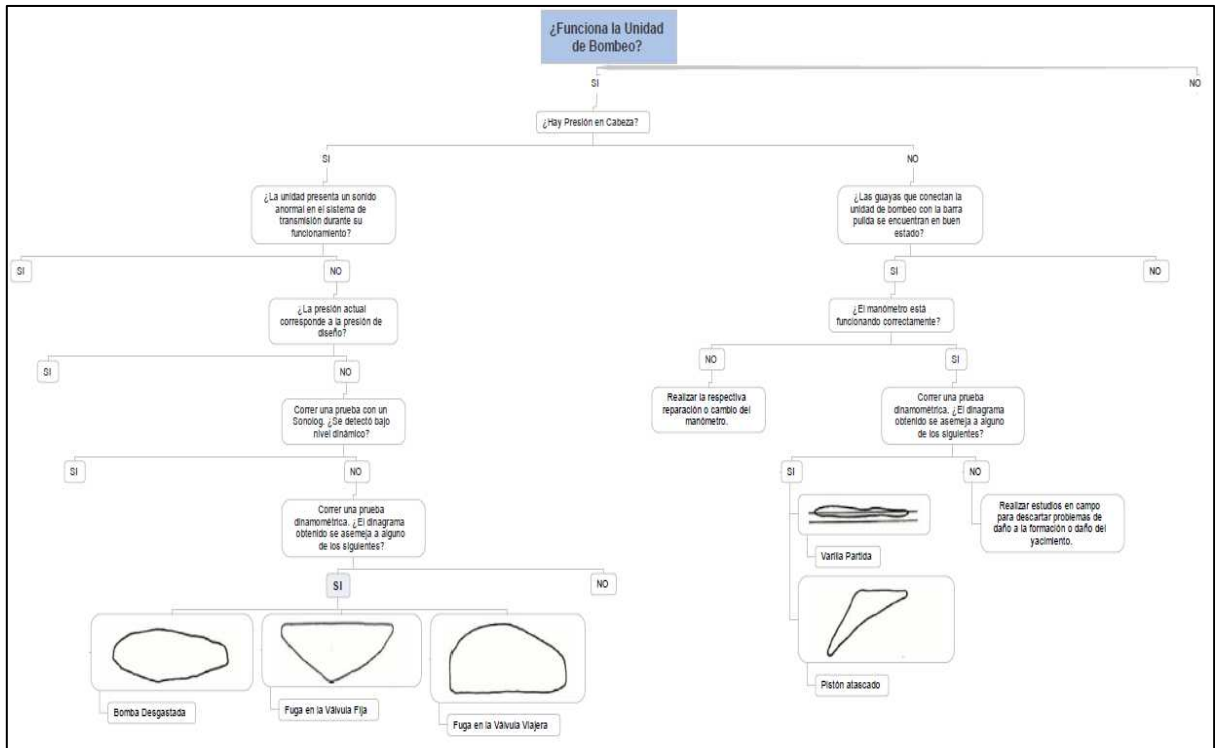 ¿Funciona la Unidad
de Bombeo?
SI
NO
¿Hay Presión en Cabeza?
SI
NO
¿La unidad presenta un sonido
anormal en el sistema de
transmisión durante su
funcionamiento?
¿Las guayas que conectan la
unidad de bombeo con la barra
pulida se encuentran en buen
estado?
SI
NO
SI
NO
¿La presión actual
corresponde a la presión de
diseño?
¿El manómetro está
funcionando correctamente?
SI
NO
NO
SI
Correr una prueba con un
Sonolog. ¿Se detectó bajo
nivel dinámico?
Realizar la respectiva
reparación o cambio del
manómetro.
Correr una prueba
dinamométrica. ¿El dinagrama
obtenido se asemeja a alguno
de los siguientes?
SI
NO
SI
NO
Correr una prueba
dinamométrica. ¿El dinagrama
obtenido se asemeja a alguno
de los siguientes?
Varilla Partida
Realizar estudios en campo
para descartar problemas de
daño a la formación o daño del
yacimiento.
SI
NO
Bomba Desgastada
Fuga en la Válvula Fija
Fuga en la Válvula Viajera
Pistón atascado